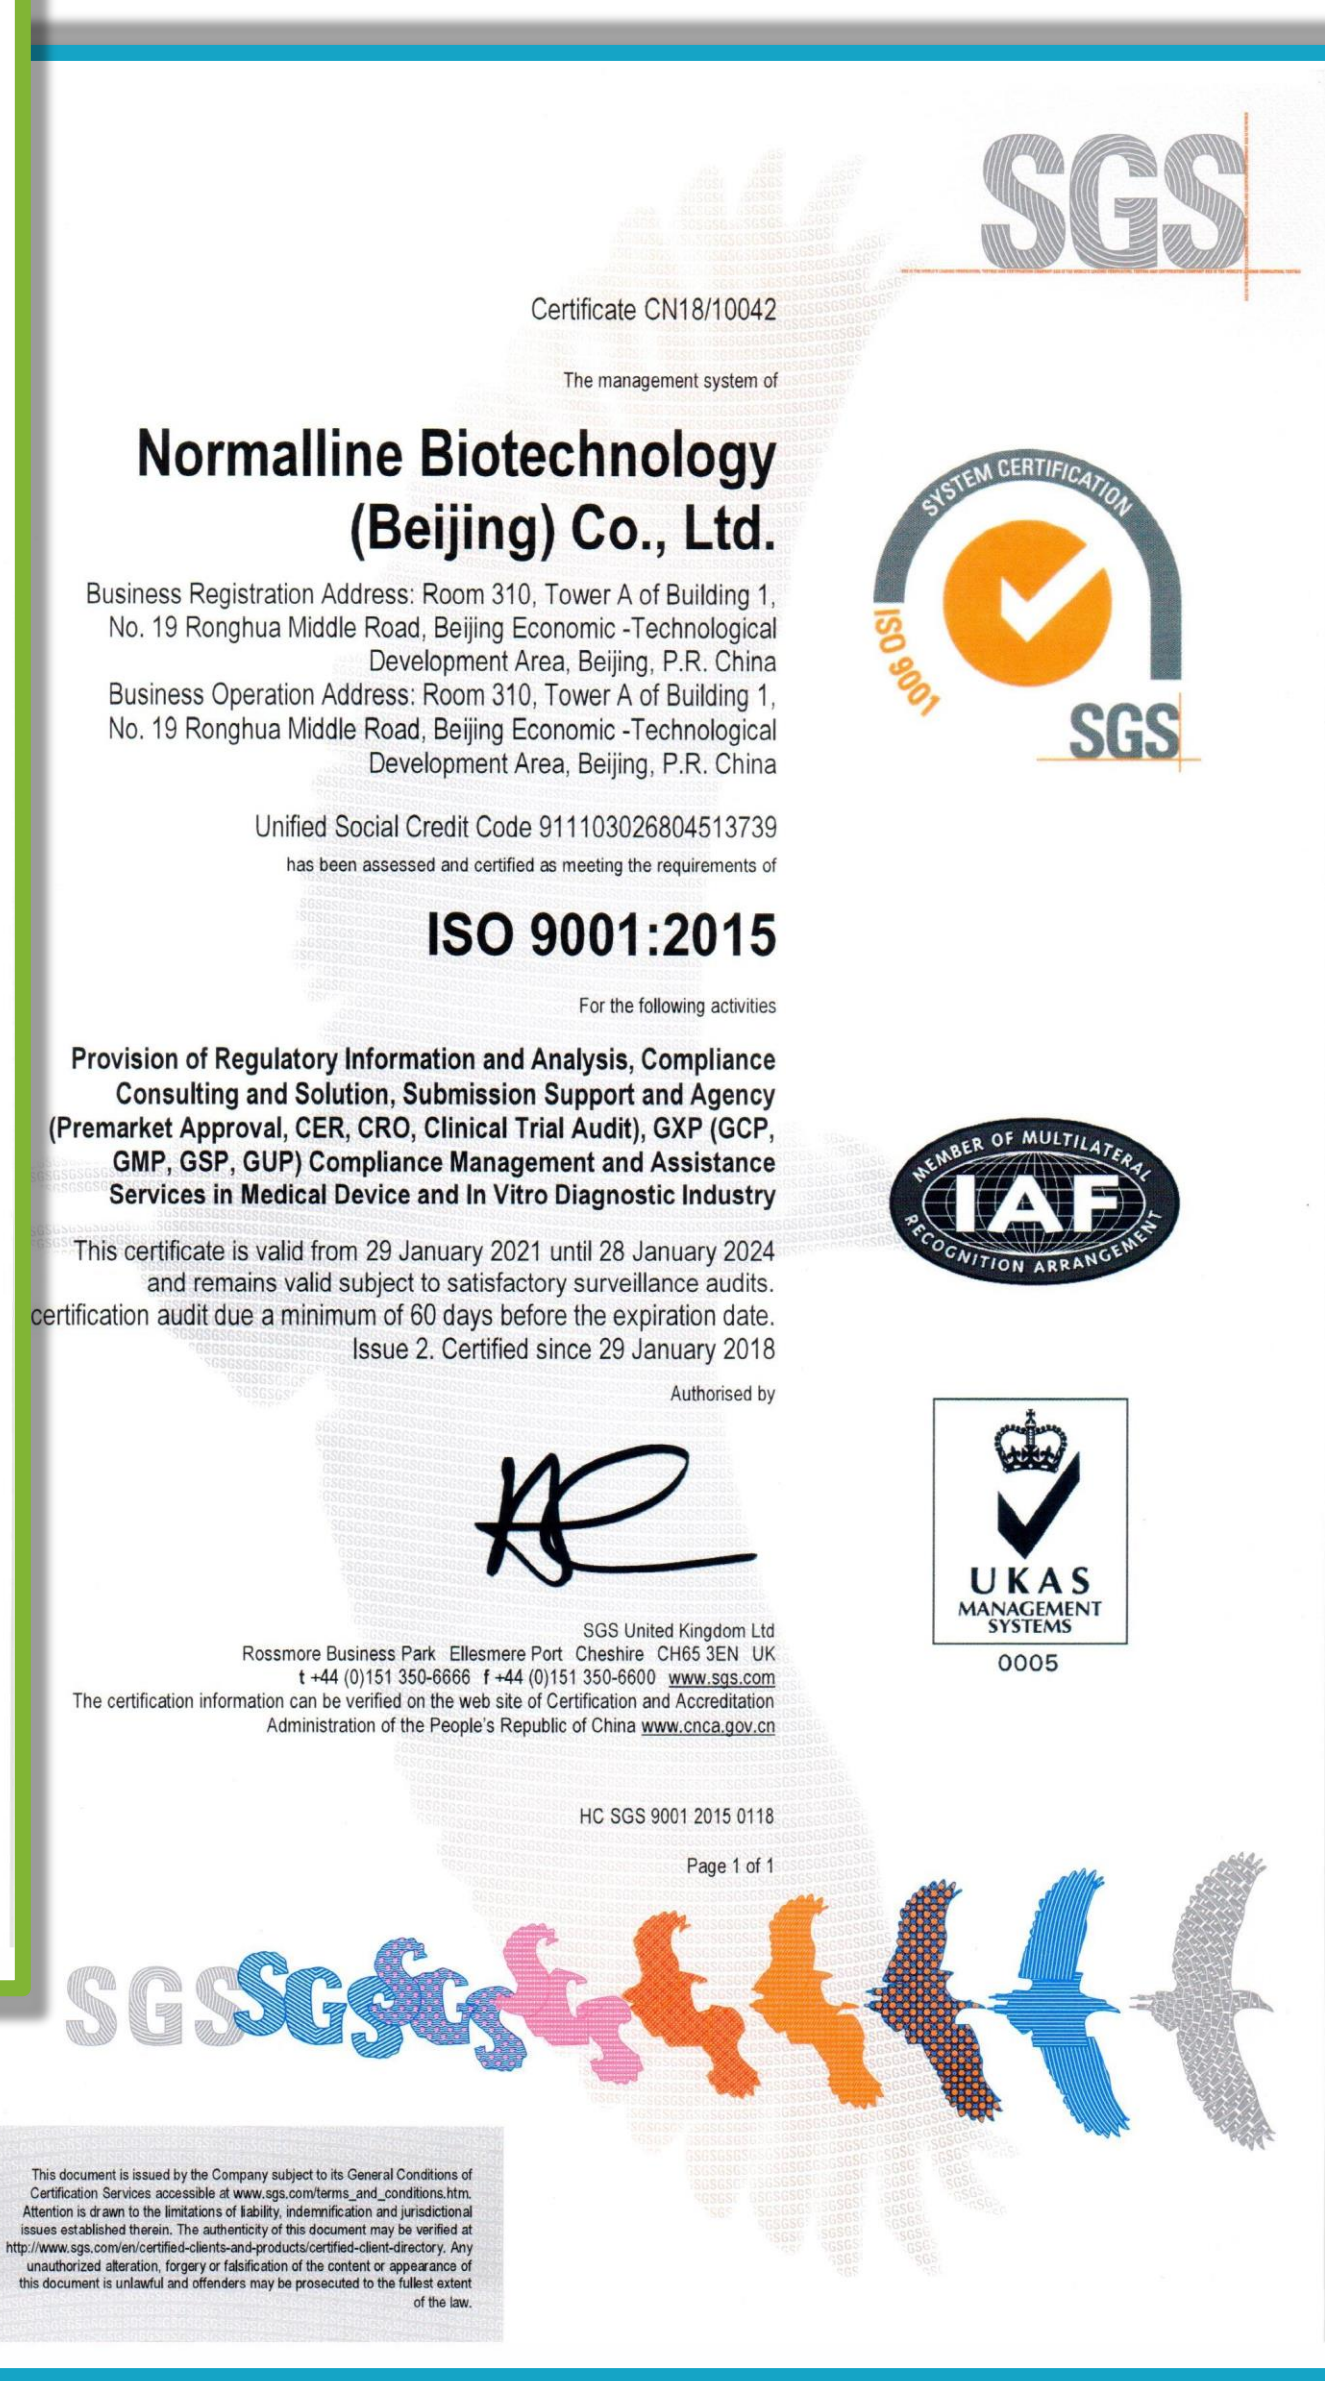 SGS
Certificate CN18/10042
The management system of
Normalline Biotechnology
(Beijing) Co., Ltd.
Business Registration Address: Room 310, Tower A of Building 1,
No. 19 Ronghua Middle Road, Beijing Economic -Technological
Development Area, Beijing, P.R. China
Business Operation Address: Room 310, Tower A of Building 1,
No. 19 Ronghua Middle Road, Beijing Economic -Technological
Development Area, Beijing, P.R. China
Unified Social Credit Code 911103026804513739
has been assessed and certified as meeting the requirements of
ISO 9001:2015
For the following activities
Provision of Regulatory Information and Analysis, Compliance
Consulting and Solution, Submission Support and Agency
(Premarket Approval, CER, CRO, Clinical Trial Audit), GXP (GCP,
GMP, GSP, GUP) Compliance Management and Assistance
Services in Medical Device and In Vitro Diagnostic Industry
This certificate is valid from 29 January 2021 until 28 January 2024
and remains valid subject to satisfactory surveillance audits.
certification audit due a minimum of 60 days before the expiration date.
Issue 2. Certified since 29 January 2018
Authorised by
SGS United Kingdom Ltd
Rossmore Business Park Ellesmere Port Cheshire CH65 3EN UK
t +44 (0)151 350-6666 f +44 (0)151 350-6600 www.sgs.com
The certification information can be verified on the web site of Certification and Accreditation
Administration of the People's Republic of China www.cnca.gov.cn
HC SGS 9001 2015 0118
Page 1 of 1
SYSTEM CERTIFICATION
ISO 9001
SGS
MEMBER OF MULTILATERAL
IAF
RECOGNITION ARRANGEMENT
UKAS
MANAGEMENT
SYSTEMS
0005
SGS SGS SGS
This document is issued by the Company subject to its General Conditions of
Certification Services accessible at www.sgs.com/terms_and_conditions.htm.
Attention is drawn to the limitations of liability, indemnification and jurisdictional
issues established therein. The authenticity of this document may be verified at
http://www.sgs.com/en/certified-clients-and-products/certified-client-directory. Any
unauthorized alteration, forgery or falsification of the content or appearance of
this document is unlawful and offenders may be prosecuted to the fullest extent
of the law.